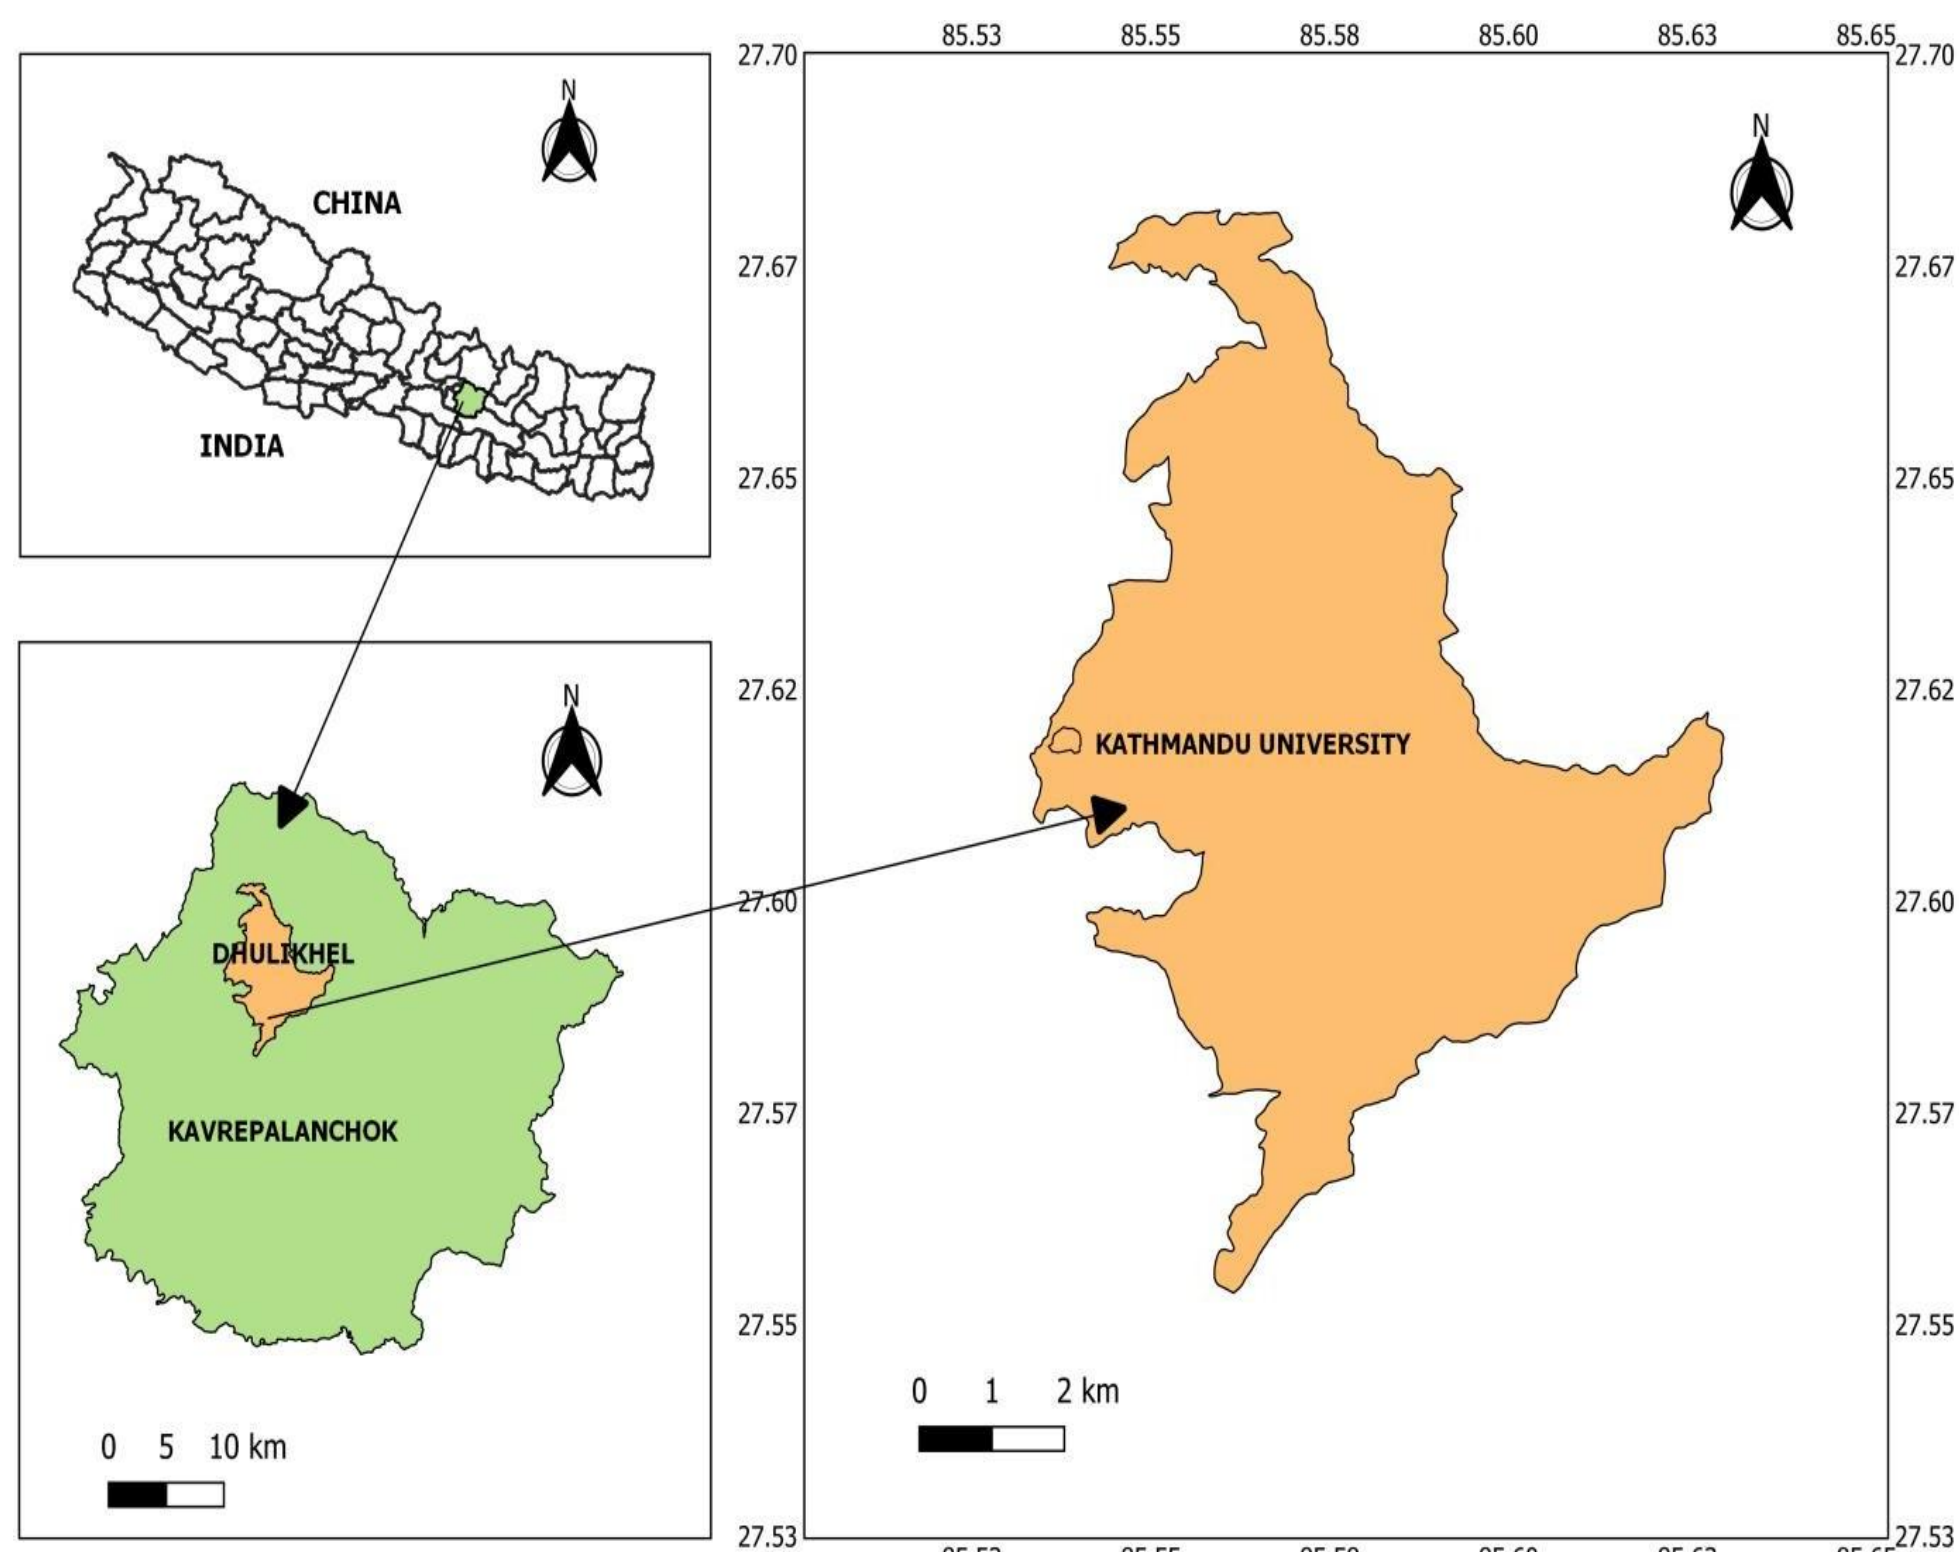 N
CHINA
INDIA
N
DHULIKHEL
KAVREPALANCHOK
0 5 10 km
85.53 85.55 85.58 85.60 85.63 85.65
27.70 27.70
N
27.67 27.67
27.65 27.65
27.62 27.62
KATHMANDU UNIVERSITY
27.60 27.60
27.57 27.57
27.55 27.55
0 1 2 km
27.53 27.53